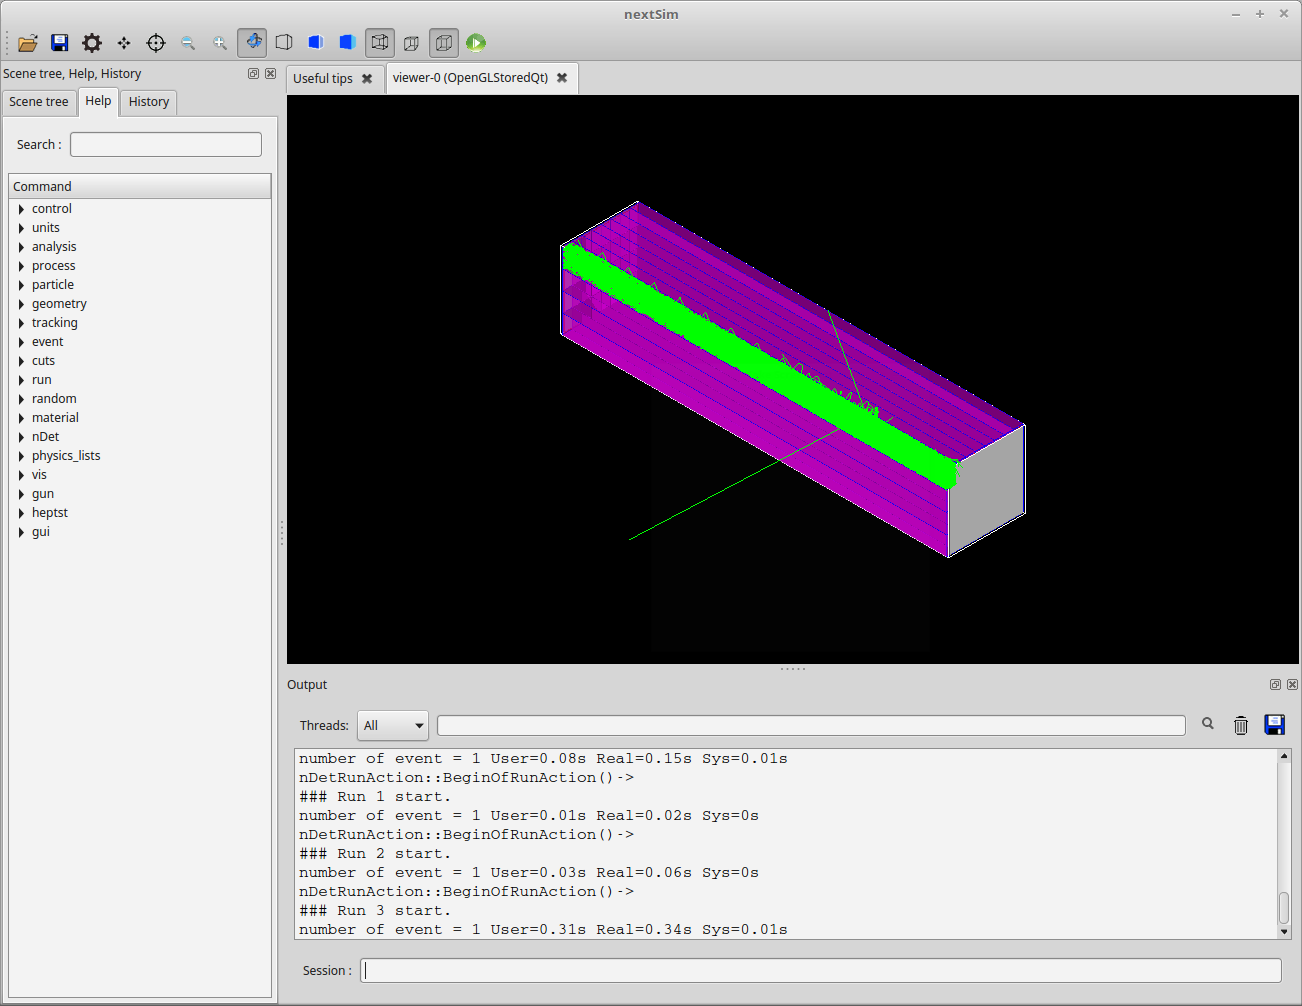 nextSim
Scene tree, Help, History
Scene tree Help History
Search :
Command
control
units
analysis
process
particle
geometry
tracking
event
cuts
run
random
material
nDet
physics_lists
vis
gun
heptst
gui
Useful tips viewer-0 (OpenGLStoredQt)
Output
Threads: All
number of event = 1 User=0.08s Real=0.15s Sys=0.01s
nDetRunAction::BeginOfRunAction()->
### Run 1 start.
number of event = 1 User=0.01s Real=0.02s Sys=0s
nDetRunAction::BeginOfRunAction()->
### Run 2 start.
number of event = 1 User=0.03s Real=0.06s Sys=0s
nDetRunAction::BeginOfRunAction()->
### Run 3 start.
number of event = 1 User=0.31s Real=0.34s Sys=0.01s
Session :